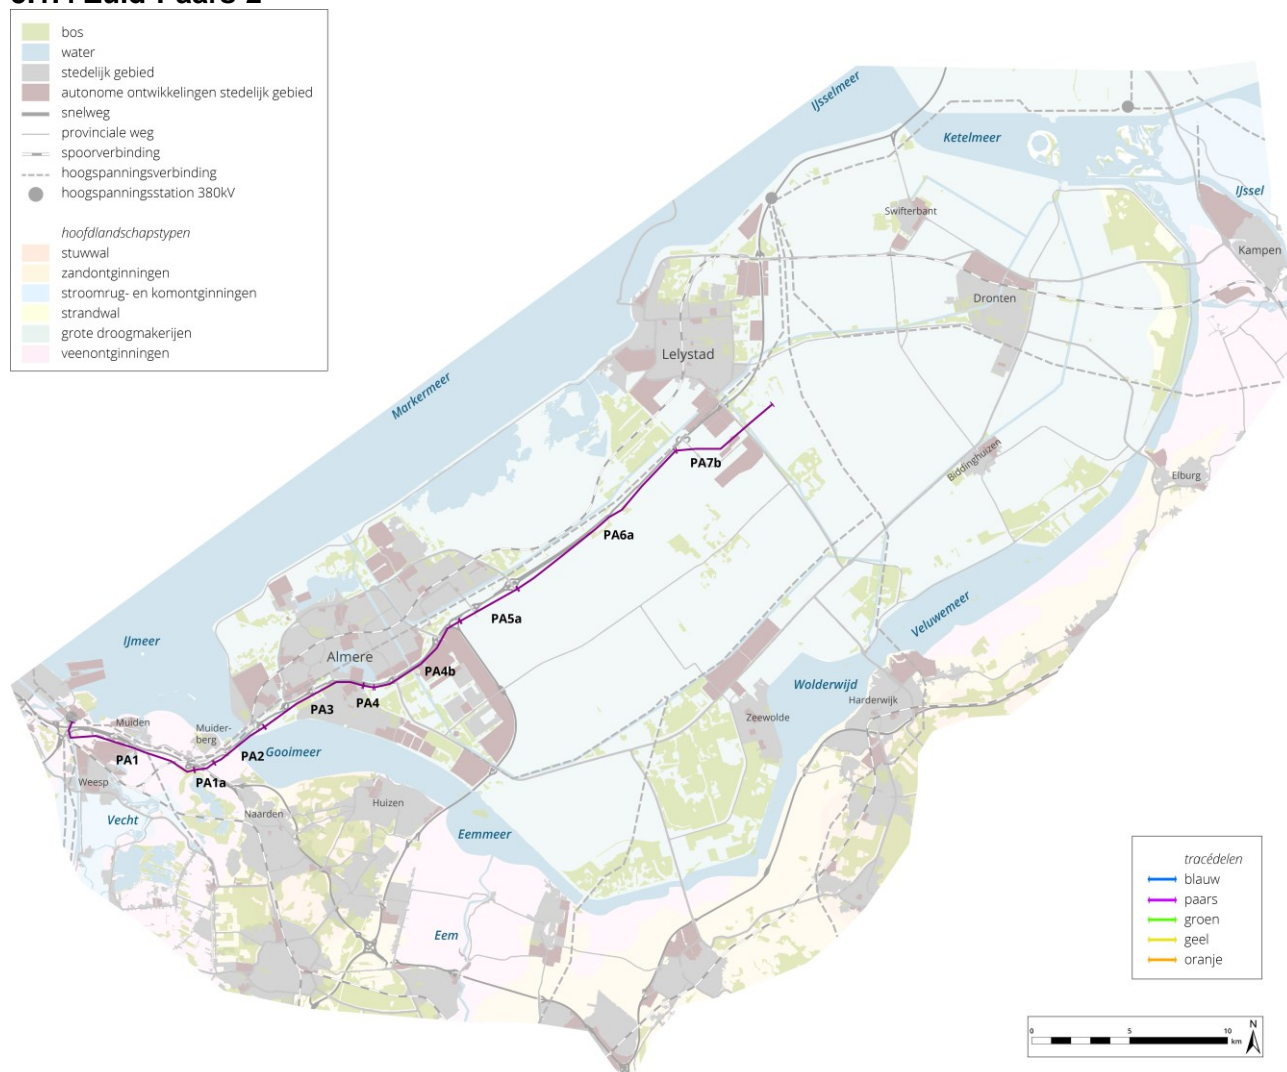 bos
water
stedelijk gebied
autonome ontwikkelingen stedelijk gebied
snelweg
provinciale weg
spoorverbinding
hoogspanningsverbinding
hoogspanningsstation 380kV
hoofdlandschapstypen
stuwwal
zandontginningen
stroomrug- en komontginningen
strandwal
grote droogmakerijen
veenontginningen
IJsselmeer
Ketelmeer
IJssel
Swifterbant
Kampen
Dronten
Lelystad
Markermeer
PA7b
Biddinghuizen
Elburg
PA6a
PA5a
Veluwemeer
IJmeer
Almere
PA4b
PA4
PA3
Wolderwijd
Harderwijk
Zeewolde
Muiden
Muider-
berg
PA2
Gooimeer
PA1
PA1a
Weesp
Naarden
Huizen
Vecht
Eemmeer
Eem
tracédelen
blauw
paars
groen
geel
oranje
0 5 10
km
N